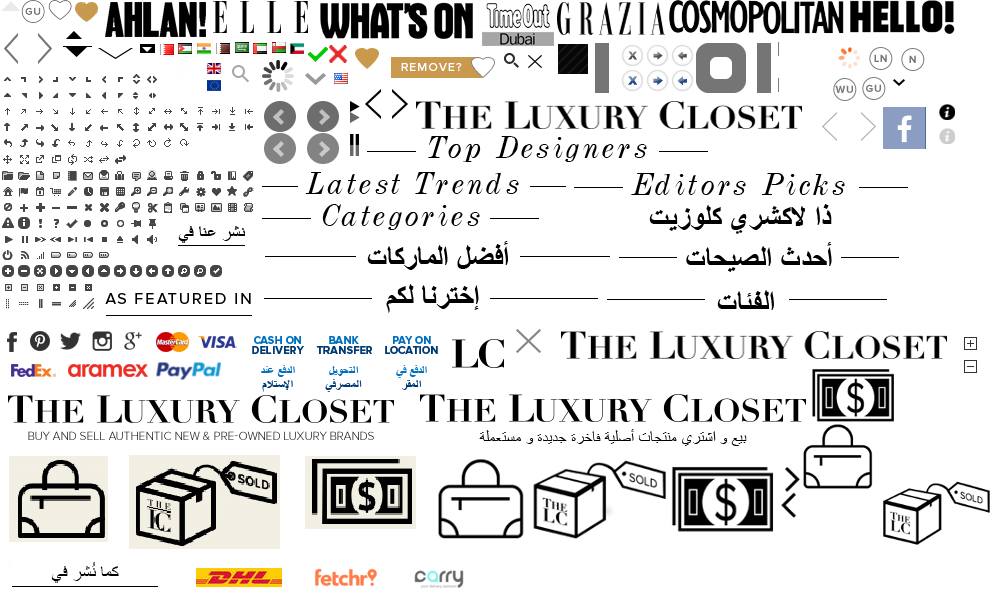 GU
AHLAN!
ELLE
WHAT'S ON
TimeOut
Dubai
GRAZIA
COSMOPOLITAN
HELLO!
REMOVE?
LN
N
WU
GU
THE LUXURY CLOSET
f
Top Designers
Latest Trends
Editors Picks
Categories
ذا لاكشري كلوزيت
نشر عنا في
أفضل الماركات
أحدث الصيحات
AS FEATURED IN
إخترنا لكم
الفئات
MasterCard
VISA
CASH ON
DELIVERY
BANK
TRANSFER
PAY ON
LOCATION
LC
THE LUXURY CLOSET
FedEx
aramex
PayPal
الدفع عند
الإستلام
التحويل
المصرفي
الدفع في
المقر
THE LUXURY CLOSET
BUY AND SELL AUTHENTIC NEW & PRE-OWNED LUXURY BRANDS
THE LUXURY CLOSET
بيع و اشتري منتجات أصلية فاخرة جديدة و مستعملة
$
SOLD
THE
LC
$
SOLD
THE
LC
$
SOLD
THE
LC
كما نُشر في
DHL
fetchr
carry